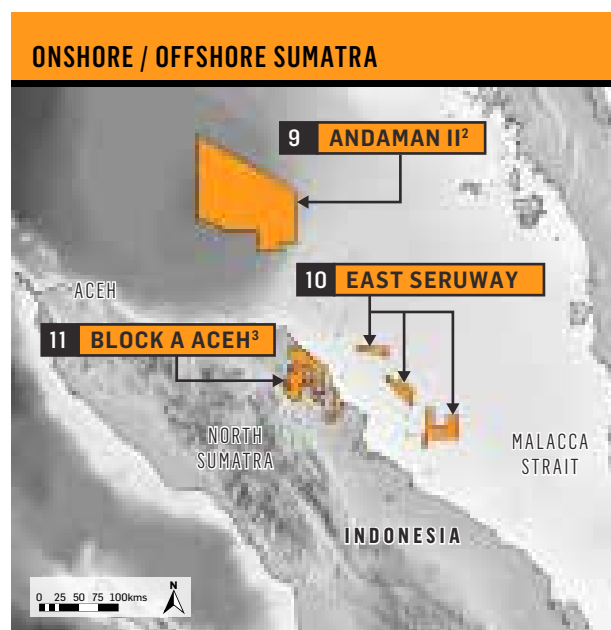 ONSHORE / OFFSHORE SUMATRA
9 ANDAMAN II²
10 EAST SERUWAY
ACEH
11 BLOCK A ACEH³
NORTH
SUMATRA
MALACCA
STRAIT
INDONESIA
N
0 25 50 75 100kms